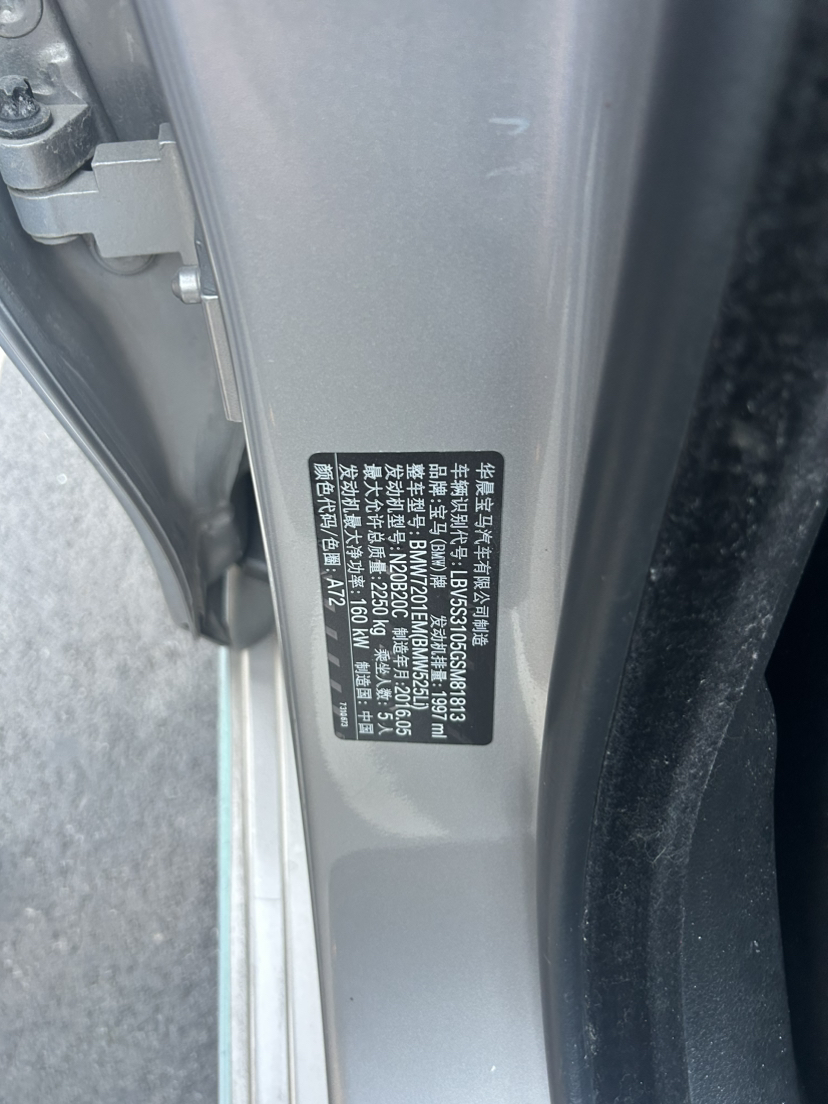 华晨宝马汽车有限公司制造
车辆识别代号: LBV5S3105GSM81813
品牌: 宝马(BMW)牌 发动机排量: 1997 ml
整车型号: BMW7201EM(BMW525Li)
发动机型号: N20B20C 制造年月: 2016.05
最大允许总质量: 2250 kg 乘坐人数: 5人
发动机最大净功率: 160 kW 制造国: 中国
颜色代码/色圈: A72